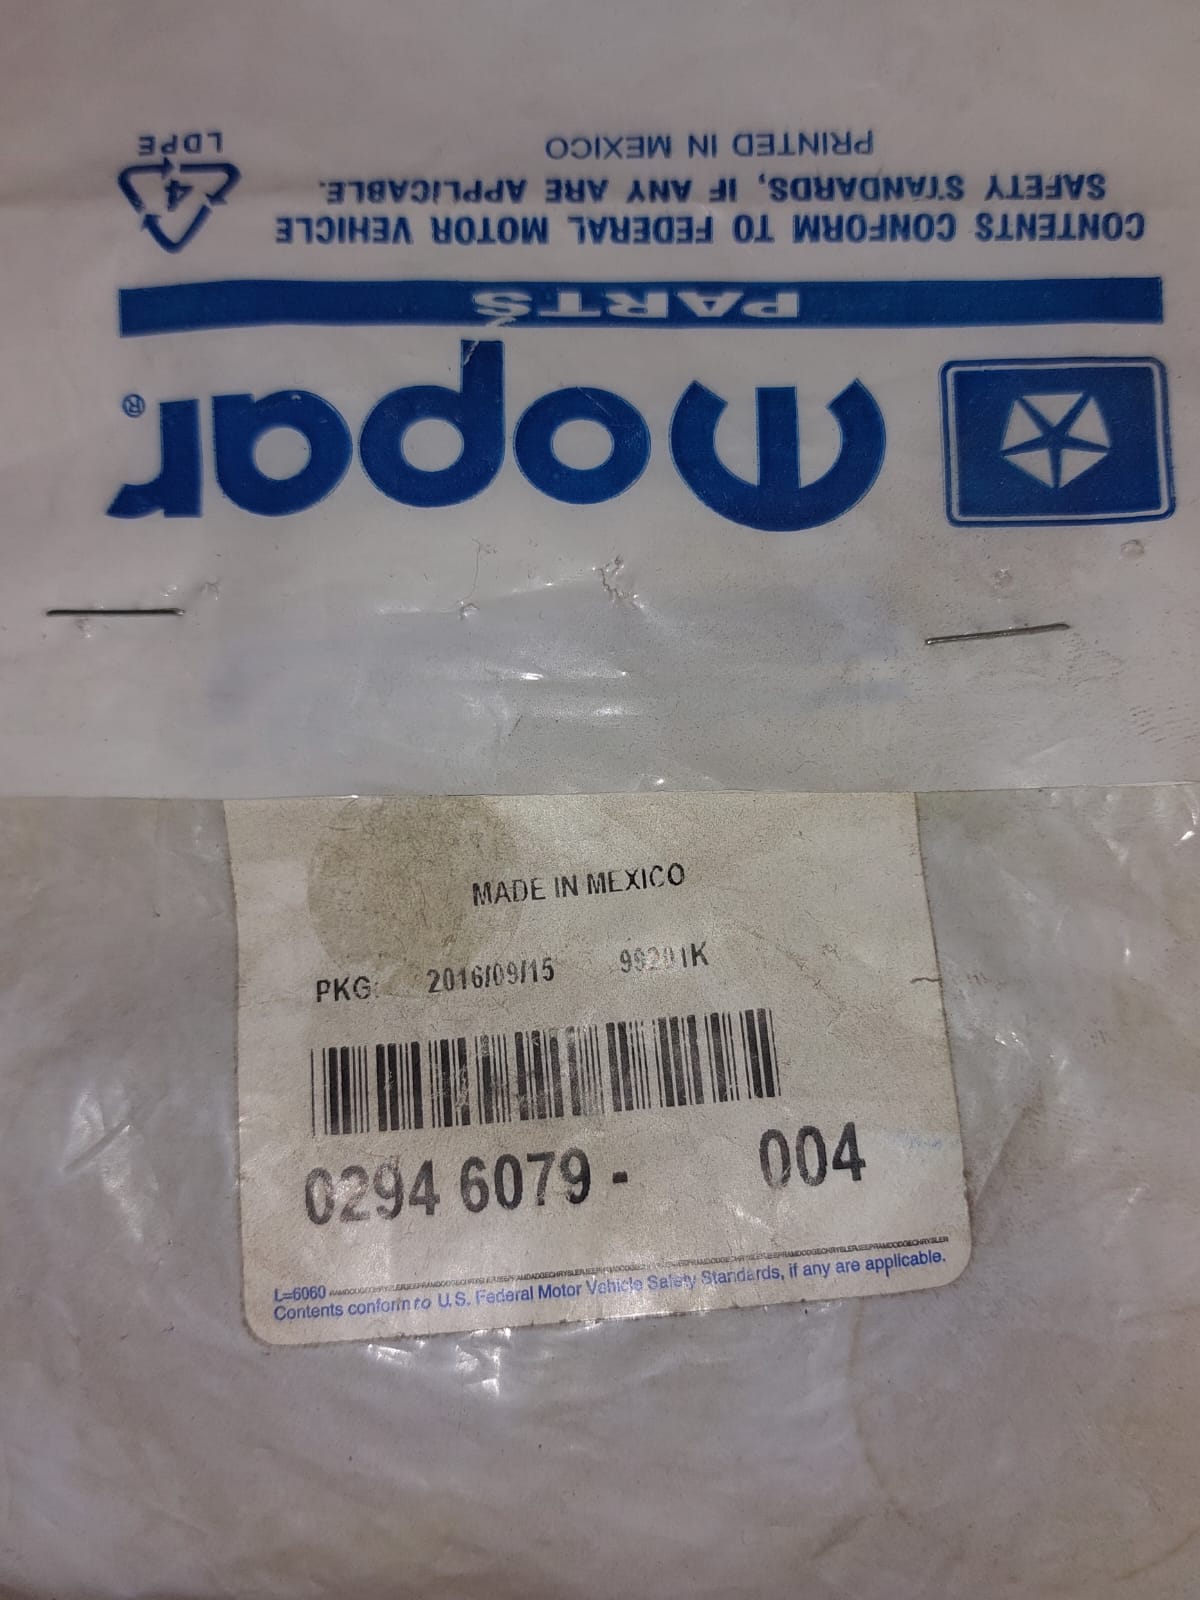 LDPE
4
PRINTED IN MEXICO
SAFETY STANDARDS, IF ANY ARE APPLICABLE.
CONTENTS CONFORM TO FEDERAL MOTOR VEHICLE
PARTS
mopar®
MADE IN MEXICO
PKG: 2016/09/15 99201K
0294 6079 - 004
L=6060
Contents conform to U.S. Federal Motor Vehicle Safety Standards, if any are applicable.